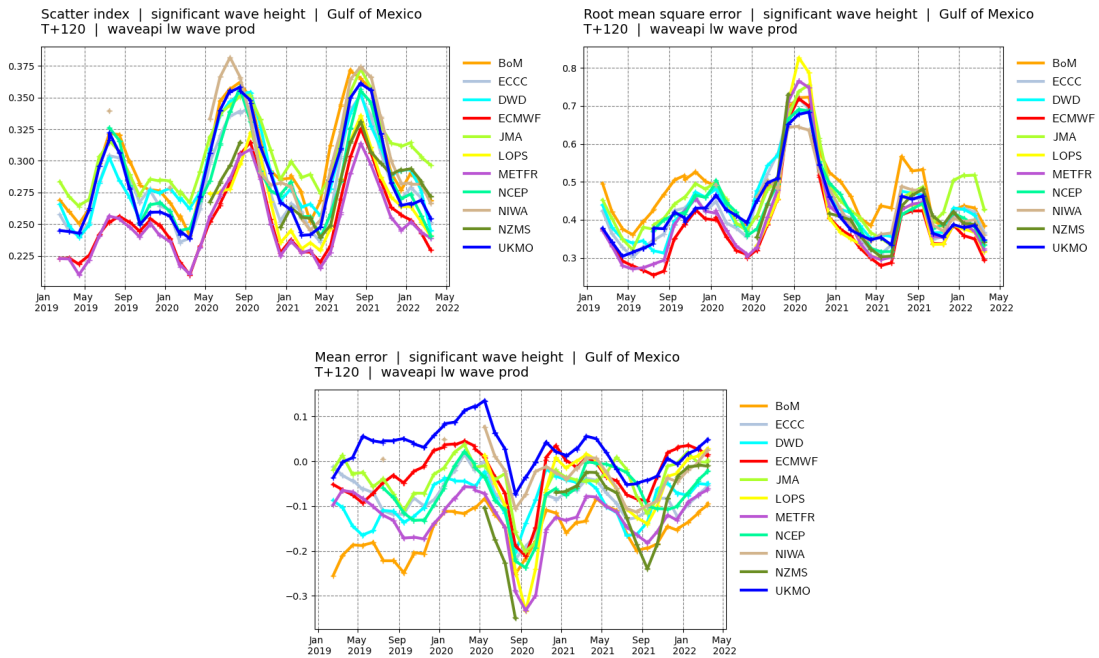 Scatter index | significant wave height | Gulf of Mexico
T+120 | waveapi lw wave prod
0.375
0.350
0.325
0.300
0.275
0.250
0.225
Jan 2019
May 2019
Sep 2019
Jan 2020
May 2020
Sep 2020
Jan 2021
May 2021
Sep 2021
Jan 2022
May 2022
BoM
ECCC
DWD
ECMWF
JMA
LOPS
METFR
NCEP
NIWA
NZMS
UKMO
Root mean square error | significant wave height | Gulf of Mexico
T+120 | waveapi lw wave prod
0.8
0.7
0.6
0.5
0.4
0.3
Jan 2019
May 2019
Sep 2019
Jan 2020
May 2020
Sep 2020
Jan 2021
May 2021
Sep 2021
Jan 2022
May 2022
BoM
ECCC
DWD
ECMWF
JMA
LOPS
METFR
NCEP
NIWA
NZMS
UKMO
Mean error | significant wave height | Gulf of Mexico
T+120 | waveapi lw wave prod
0.1
0.0
−0.1
−0.2
−0.3
Jan 2019
May 2019
Sep 2019
Jan 2020
May 2020
Sep 2020
Jan 2021
May 2021
Sep 2021
Jan 2022
May 2022
BoM
ECCC
DWD
ECMWF
JMA
LOPS
METFR
NCEP
NIWA
NZMS
UKMO